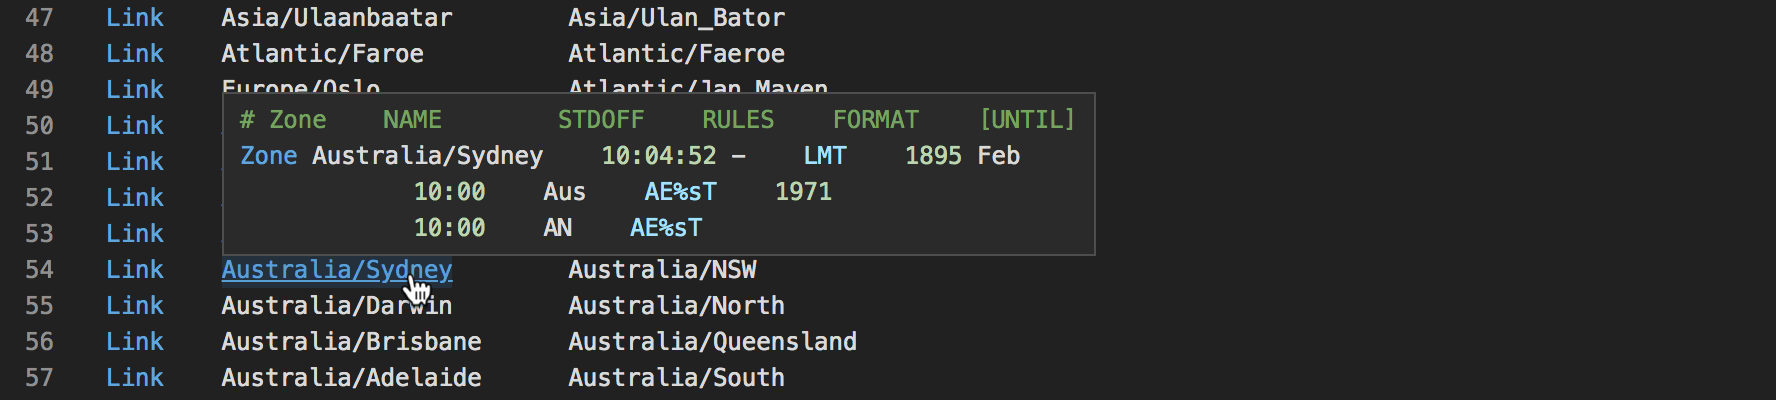 47 Link Asia/Ulaanbaatar Asia/Ulan_Bator
48 Link Atlantic/Faroe Atlantic/Faeroe
49 Link Europe/Oslo Atlantic/Jan_Mayen
# Zone NAME STDOFF RULES FORMAT [UNTIL]
50 Link
Zone Australia/Sydney 10:04:52 - LMT 1895 Feb
51 Link
10:00 Aus AE%sT 1971
52 Link
10:00 AN AE%sT
53 Link
54 Link Australia/Sydney Australia/NSW
55 Link Australia/Darwin Australia/North
56 Link Australia/Brisbane Australia/Queensland
57 Link Australia/Adelaide Australia/South